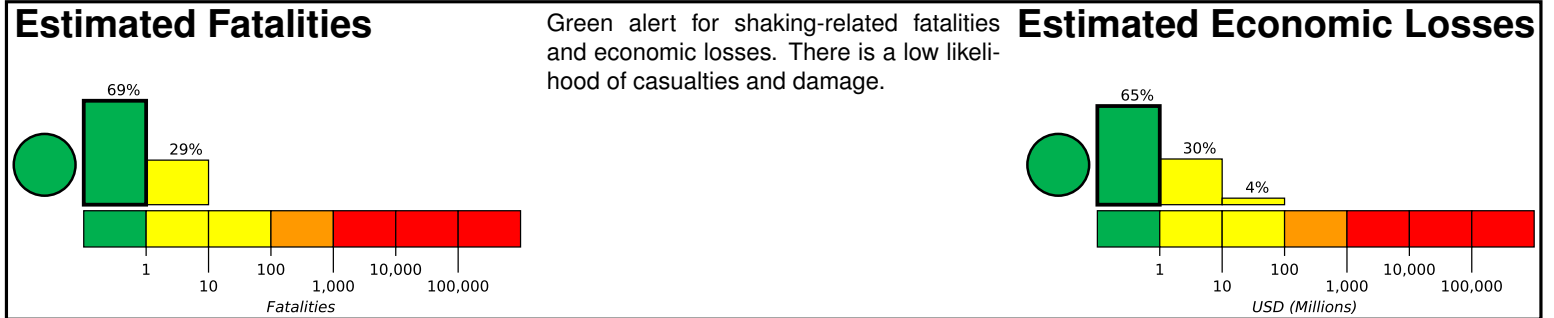 Estimated Fatalities
69%
29%
1
10
100
1,000
10,000
100,000
Fatalities
Green alert for shaking-related fatalities
and economic losses. There is a low likeli-
hood of casualties and damage.
Estimated Economic Losses
65%
30%
4%
1
10
100
1,000
10,000
100,000
USD (Millions)